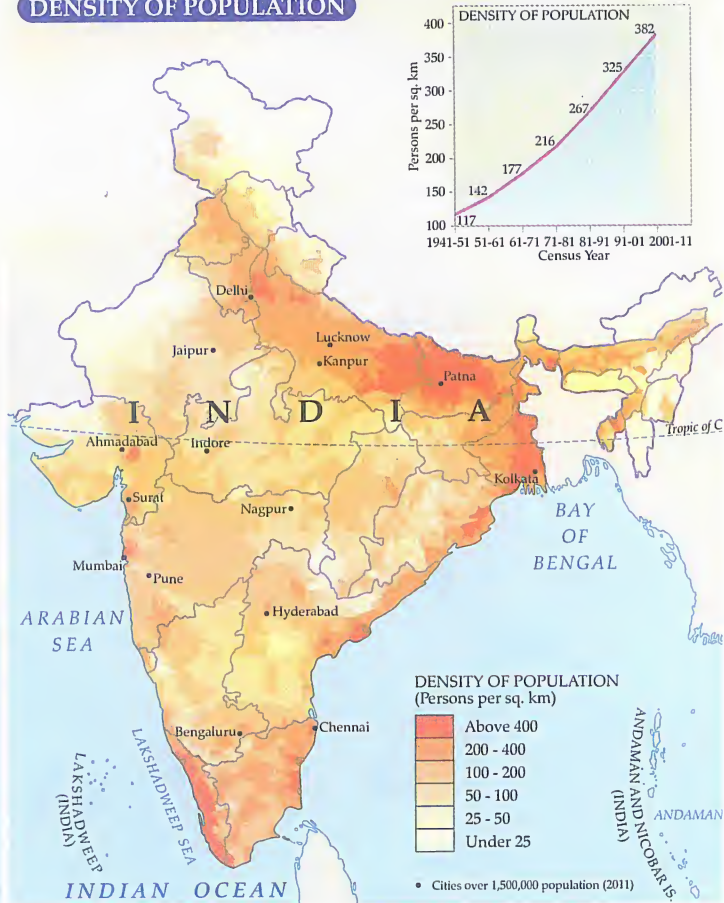 DENSITY OF POPULATION
DENSITY OF POPULATION
Persons per sq. km
400
350
300
250
200
150
100
117
142
177
216
267
325
382
1941-51 51-61 61-71 71-81 81-91 91-01 2001-11
Census Year
Delhi
Jaipur
Lucknow
Kanpur
Patna
INDIA
Tropic of C
Ahmadabad
Indore
Surat
Nagpur
Kolkata
BAY
OF
BENGAL
Mumbai
Pune
Hyderabad
ARABIAN
SEA
Bengaluru
Chennai
LAKSHADWEEP
(INDIA)
LAKSHADWEEP SEA
DENSITY OF POPULATION
(Persons per sq. km)
Above 400
200 - 400
100 - 200
50 - 100
25 - 50
Under 25
ANDAMAN AND NICOBAR IS.
(INDIA)
ANDAMAN
• Cities over 1,500,000 population (2011)
INDIAN OCEAN